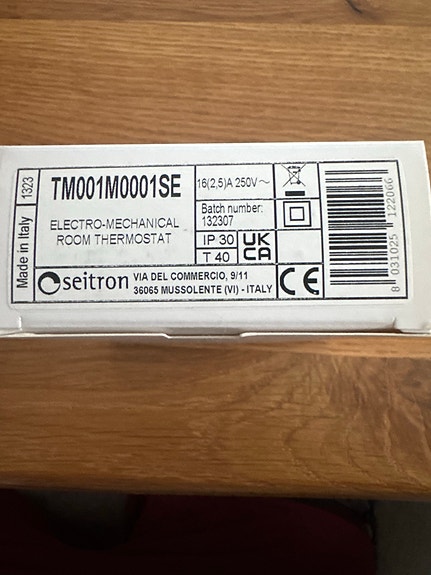 Made in Italy
1323
TM001M0001SE
ELECTRO-MECHANICAL
ROOM THERMOSTAT
16(2,5)A 250V~
Batch number:
132307
IP 30
T 40
UK
CA
seitron
VIA DEL COMMERCIO, 9/11
36065 MUSSOLENTE (VI) - ITALY
CE
8 031025 122066